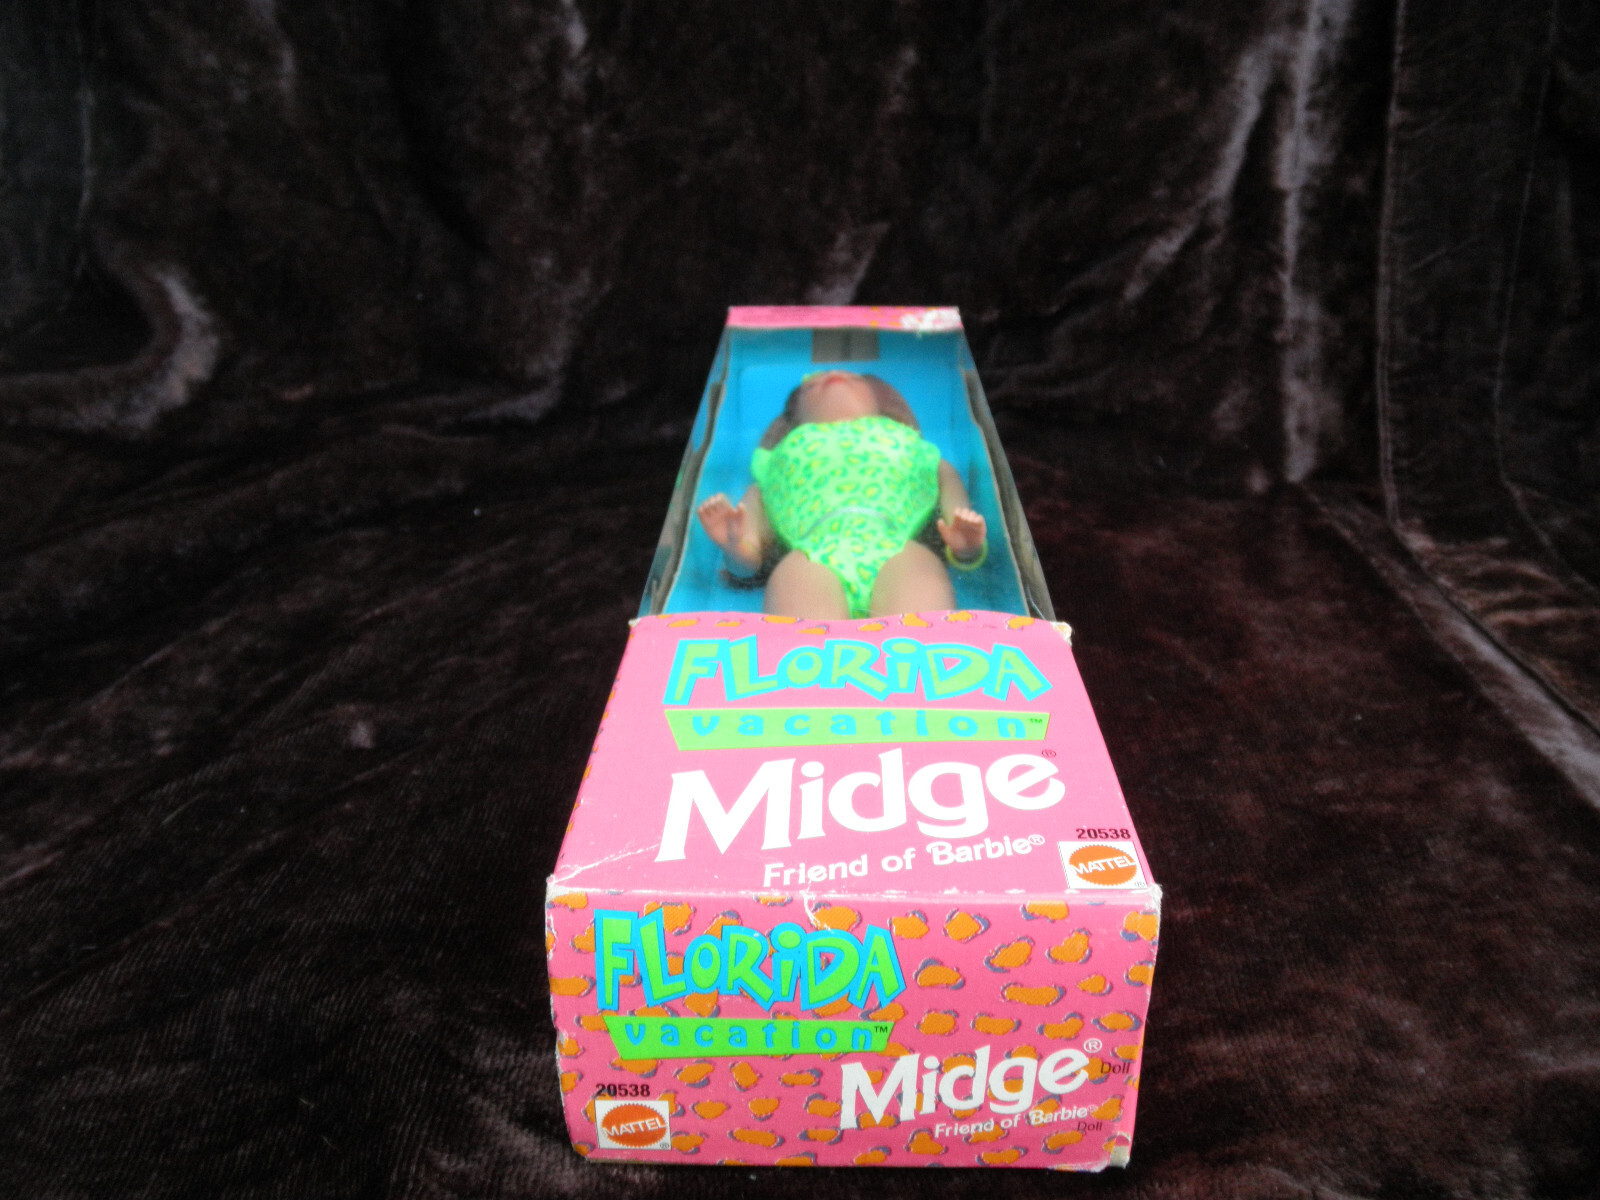 FLORiDA
vacation™
Midge®
Friend of Barbie®
20538
MATTEL®
FLORiDA
vacation™
Midge® Doll
Friend of Barbie® Doll
20538
MATTEL®